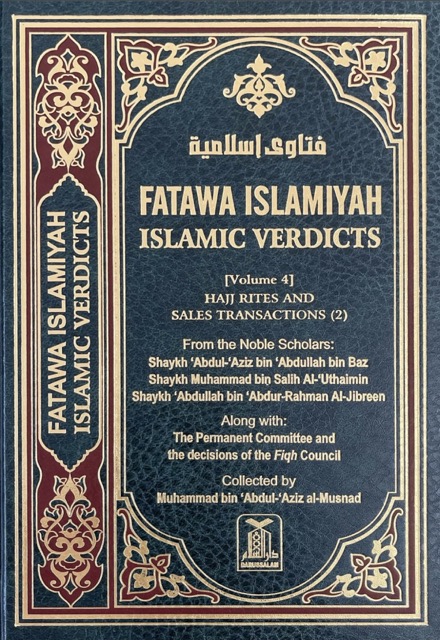 فتاوى إسلامية
FATAWA ISLAMIYAH
ISLAMIC VERDICTS
[Volume 4]
HAJJ RITES AND
SALES TRANSACTIONS (2)
From the Noble Scholars:
Shaykh ‘Abdul-‘Aziz bin ‘Abdullah bin Baz
Shaykh Muhammad bin Salih Al-‘Uthaimin
Shaykh ‘Abdullah bin ‘Abdur-Rahman Al-Jibreen
Along with:
The Permanent Committee and
the decisions of the Fiqh Council
Collected by
Muhammad bin ‘Abdul-‘Aziz al-Musnad
دار السلام
DARUSSALAM
FATAWA ISLAMIYAH
ISLAMIC VERDICTS